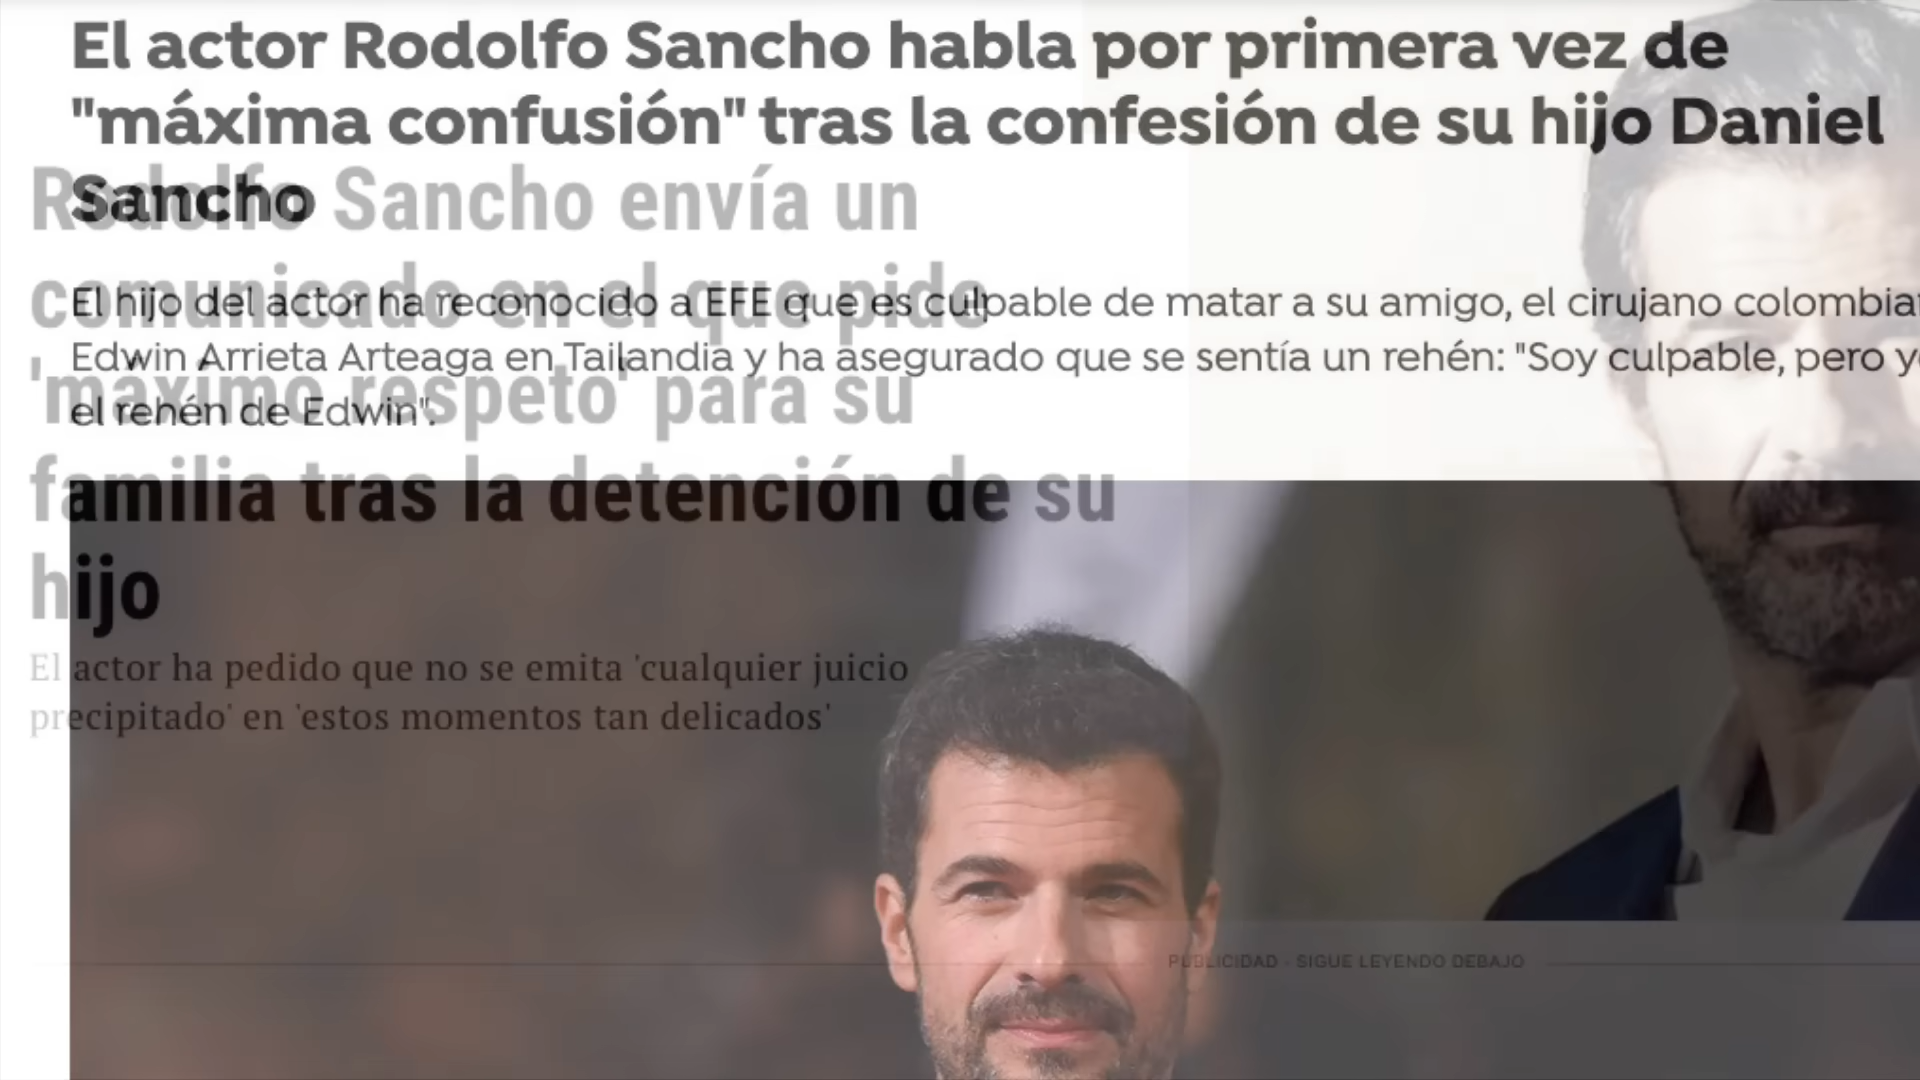 El actor Rodolfo Sancho habla por primera vez de
"máxima confusión" tras la confesión de su hijo Daniel
Sancho
Rodolfo Sancho envía un
comunicado en el que pide
'máximo respeto' para su
familia tras la detención de su
hijo
El hijo del actor ha reconocido a EFE que es culpable de matar a su amigo, el cirujano
Edwin Arrieta Arteaga en Tailandia y ha asegurado que se sentía un rehén: "Soy culpable, pero
el rehén de Edwin".
El actor ha pedido que no se emita 'cualquier juicio
precipitado' en 'estos momentos tan delicados'
PUBLICIDAD - SIGUE LEYENDO DEBAJO